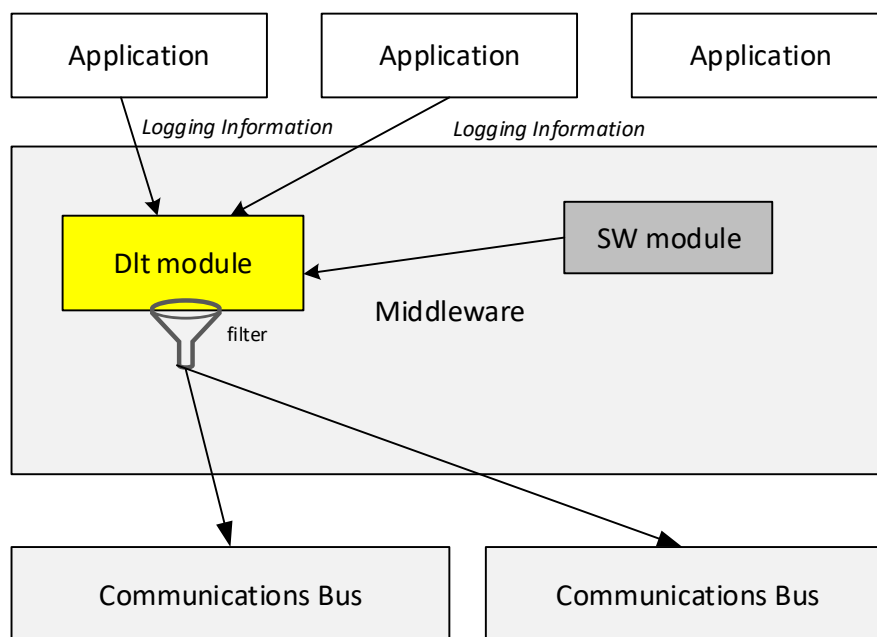 Application
Application
Application
Logging Information
Logging Information
Dlt module
SW module
filter
Middleware
Communications Bus
Communications Bus